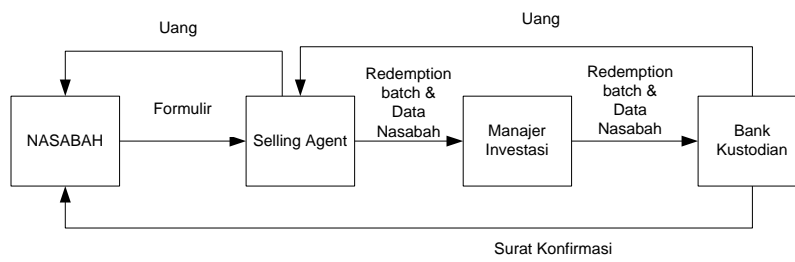 Uang
Uang
Redemption
batch &
Data
Nasabah
Redemption
batch &
Data
Nasabah
Formulir
NASABAH
Selling Agent
Manajer
Investasi
Bank
Kustodian
Surat Konfirmasi